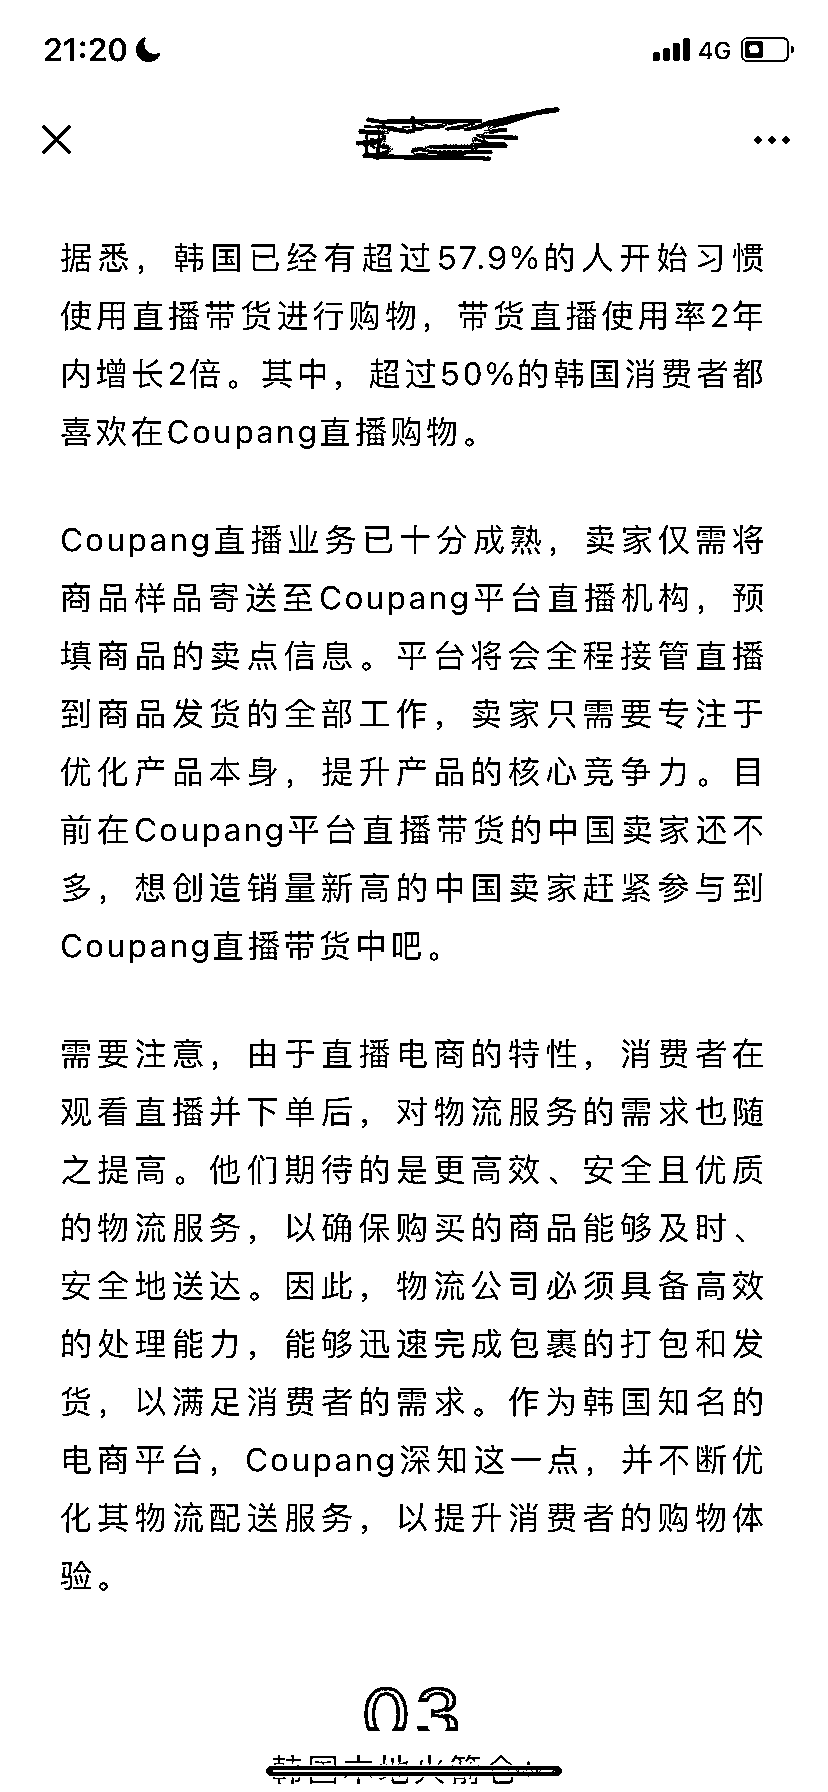 21:20
4G
据悉，韩国已经有超过57.9%的人开始习惯
使用直播带货进行购物，带货直播使用率2年
内增长2倍。其中，超过50%的韩国消费者都
喜欢在Coupang直播购物。
Coupang直播业务已十分成熟，卖家仅需将
商品样品寄送至Coupang平台直播机构，预
填商品的卖点信息。平台将会全程接管直播
到商品发货的全部工作，卖家只需要专注于
优化产品本身，提升产品的核心竞争力。目
前在Coupang平台直播带货的中国卖家还不
多，想创造销量新高的中国卖家赶紧参与到
Coupang直播带货中吧。
需要注意，由于直播电商的特性，消费者在
观看直播并下单后，对物流服务的需求也随
之提高。他们期待的是更高效、安全且优质
的物流服务，以确保购买的商品能够及时、
安全地送达。因此，物流公司必须具备高效
的处理能力，能够迅速完成包裹的打包和发
货，以满足消费者的需求。作为韩国知名的
电商平台，Coupang深知这一点，并不断优
化其物流配送服务，以提升消费者的购物体
验。
03
韩国本地火箭仓